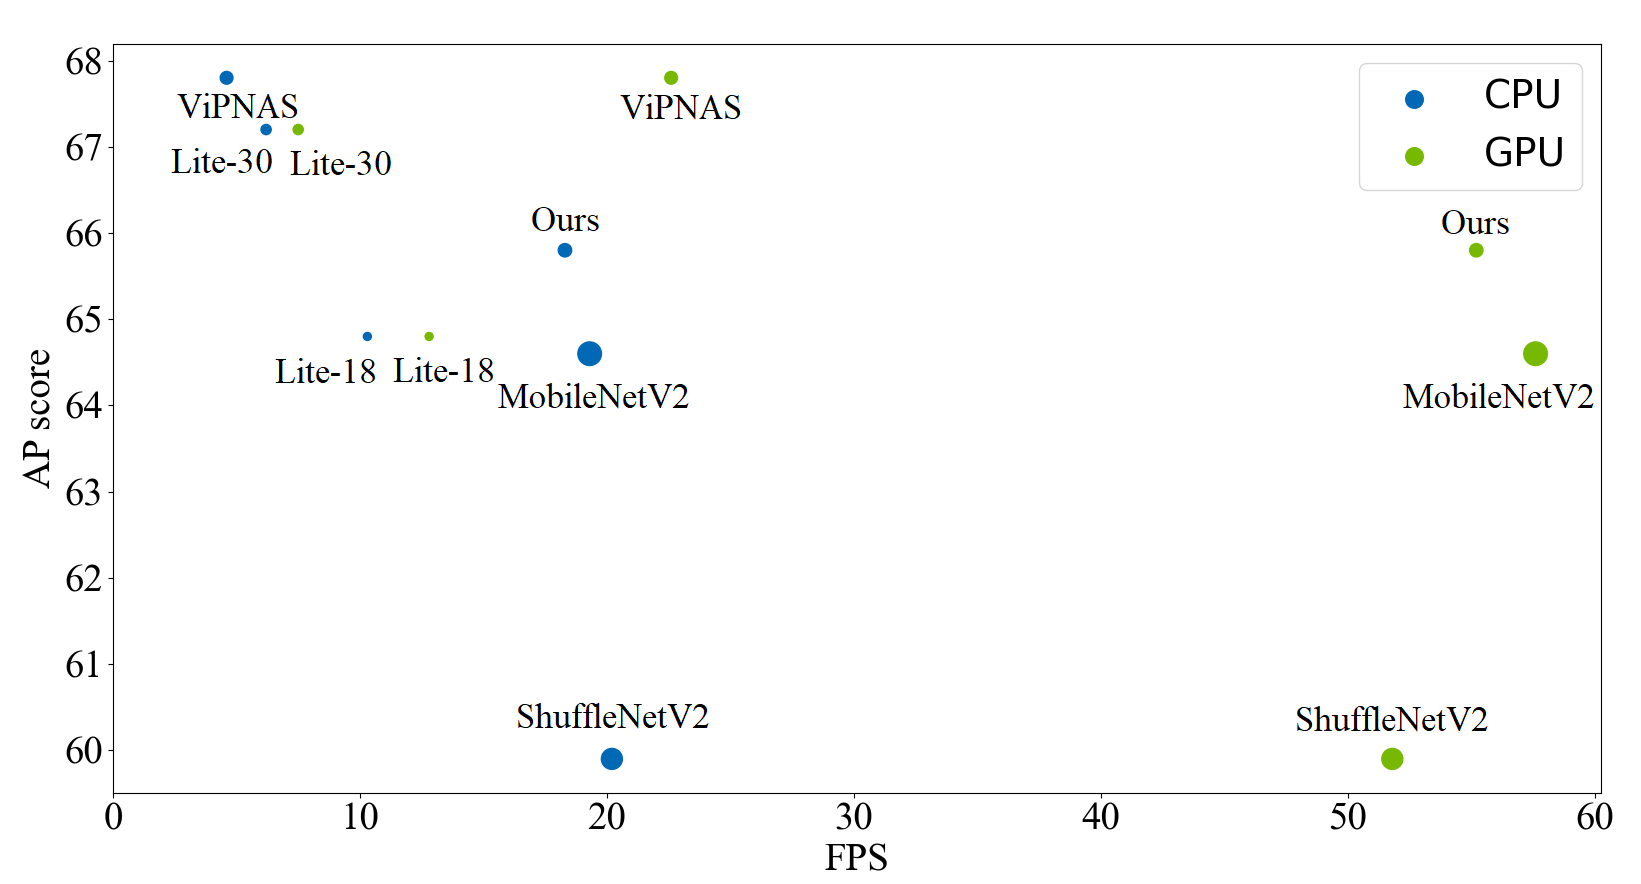 68
67
66
65
64
63
62
61
60
AP score
0
10
20
30
40
50
60
FPS
CPU
GPU
ViPNAS
ViPNAS
Lite-30
Lite-30
Ours
Ours
Lite-18
Lite-18
MobileNetV2
MobileNetV2
ShuffleNetV2
ShuffleNetV2